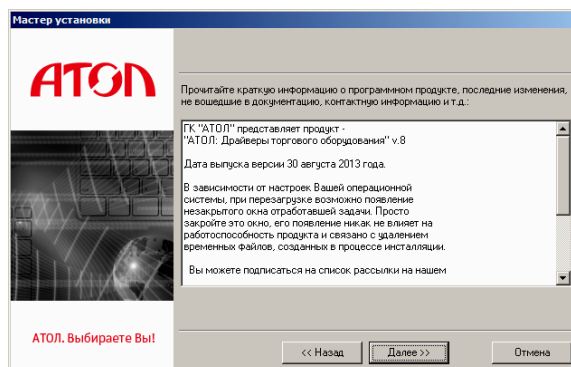 Мастер установки
АТОЛ
Прочитайте краткую информацию о программном продукте, последние изменения,
не вошедшие в документацию, контактную информацию и т.д.:
ГК "АТОЛ" представляет продукт -
"АТОЛ: Драйверы торгового оборудования" v.8
Дата выпуска версии 30 августа 2013 года.
В зависимости от настроек Вашей операционной
системы, при перезагрузке возможно появление
незакрытого окна отработавшей задачи. Просто
закройте это окно, его появление никак не влияет на
работоспособность продукта и связано с удалением
временных файлов, созданных в процессе инсталляции.
Вы можете подписаться на список рассылки на нашем
АТОЛ. Выбираете Вы!
<< Назад
Далее >>
Отмена